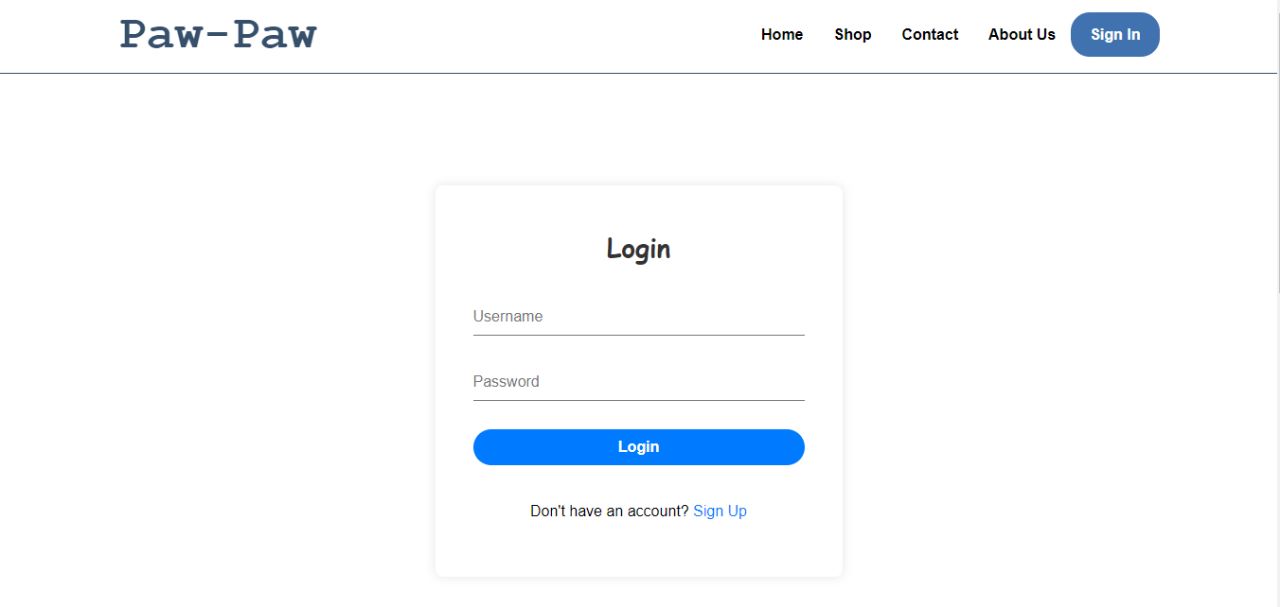 Paw-Paw
Home Shop Contact About Us Sign In
Login
Username
Password
Login
Don't have an account? Sign Up